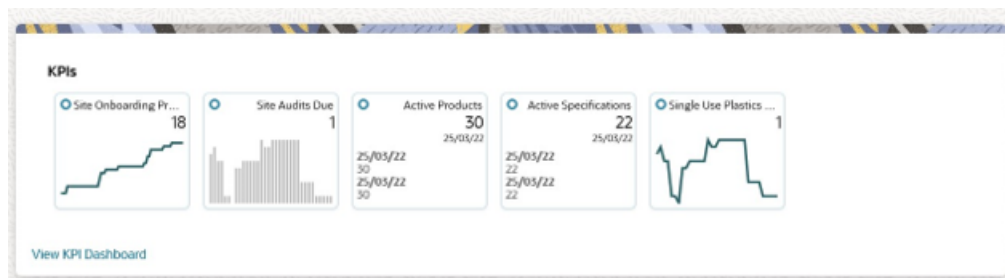 KPIs
Site Onboarding Pr...
18
Site Audits Due
1
Active Products
30
25/03/22
25/03/22
30
25/03/22
30
Active Specifications
22
25/03/22
25/03/22
22
25/03/22
22
Single Use Plastics ...
1
View KPI Dashboard